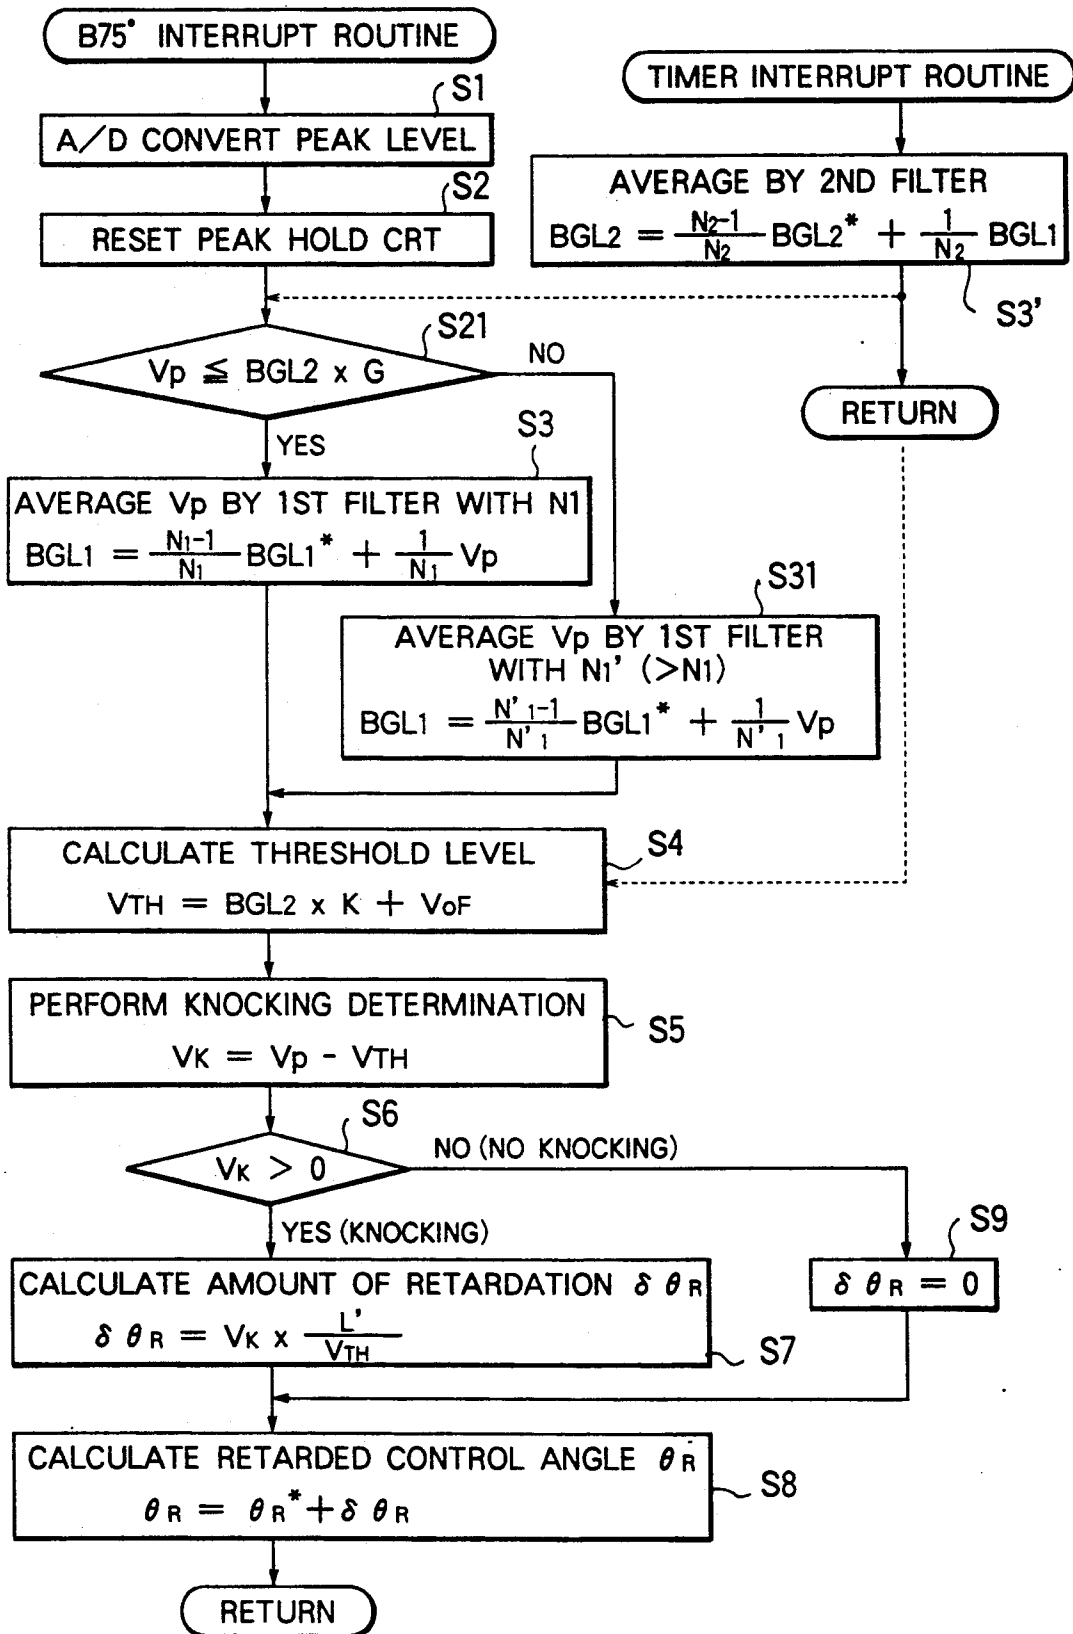 B75° INTERRUPT ROUTINE
S1
A/D CONVERT PEAK LEVEL
S2
RESET PEAK HOLD CRT
TIMER INTERRUPT ROUTINE
AVERAGE BY 2ND FILTER
BGL2 = N2-1/N2 BGL2* + 1/N2 BGL1
S3'
RETURN
S21
Vp ≦ BGL2 x G
NO
YES
S3
AVERAGE Vp BY 1ST FILTER WITH N1
BGL1 = N1-1/N1 BGL1* + 1/N1 Vp
S31
AVERAGE Vp BY 1ST FILTER
WITH N1' (>N1)
BGL1 = N'1-1/N'1 BGL1* + 1/N'1 Vp
CALCULATE THRESHOLD LEVEL
S4
VTH = BGL2 x K + VOF
PERFORM KNOCKING DETERMINATION
S5
VK = Vp - VTH
S6
VK > 0
NO (NO KNOCKING)
YES (KNOCKING)
S9
δ θR = 0
CALCULATE AMOUNT OF RETARDATION δ θR
δ θR = VK x L'/VTH
S7
CALCULATE RETARDED CONTROL ANGLE θR
S8
θR = θR* + δ θR
RETURN